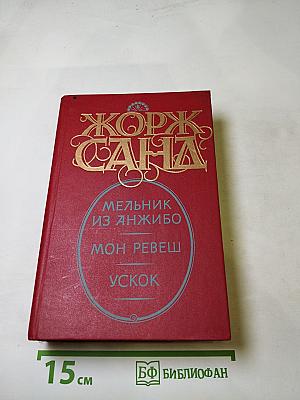 ЖОРЖ
САНД
МЕЛЬНИК
ИЗ АНЖИБО
МОН РЕВЕШ
УСКОК
15 см
БФ БИБЛИОФАН